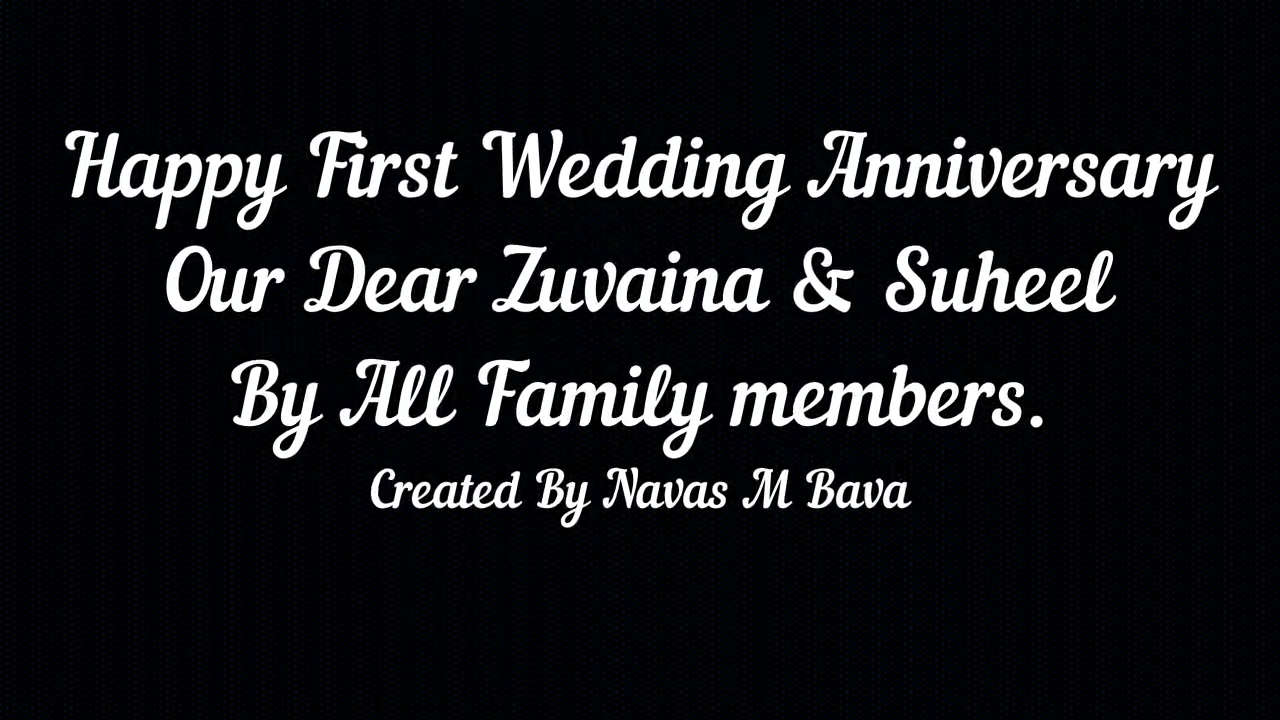 Happy First Wedding Anniversary
Our Dear Zuvaina & Suheel
By All Family members.
Created By Navas M Bava